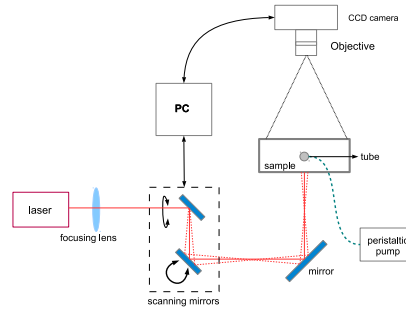 CCD camera
Objective
PC
sample
tube
laser
focusing lens
scanning mirrors
mirror
peristaltic
pump